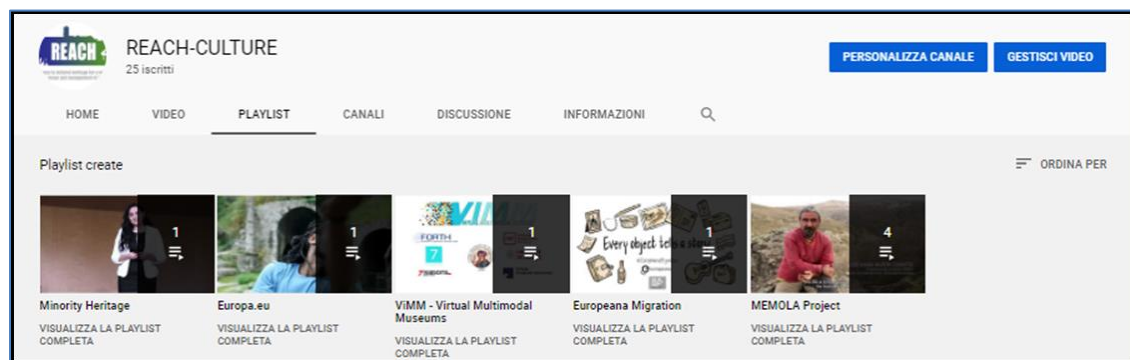 REACH
REACH-CULTURE
25 iscritti
PERSONALIZZA CANALE
GESTISCI VIDEO
HOME
VIDEO
PLAYLIST
CANALI
DISCUSSIONE
INFORMAZIONI
Playlist create
ORDINA PER
1
1
ViMM
FORTH
7
1
Every object tells a story
1
4
Minority Heritage
VISUALIZZA LA PLAYLIST
COMPLETA
Europa.eu
VISUALIZZA LA PLAYLIST
COMPLETA
ViMM - Virtual Multimodal
Museums
VISUALIZZA LA PLAYLIST
COMPLETA
Europeana Migration
VISUALIZZA LA PLAYLIST
COMPLETA
MEMOLA Project
VISUALIZZA LA PLAYLIST
COMPLETA